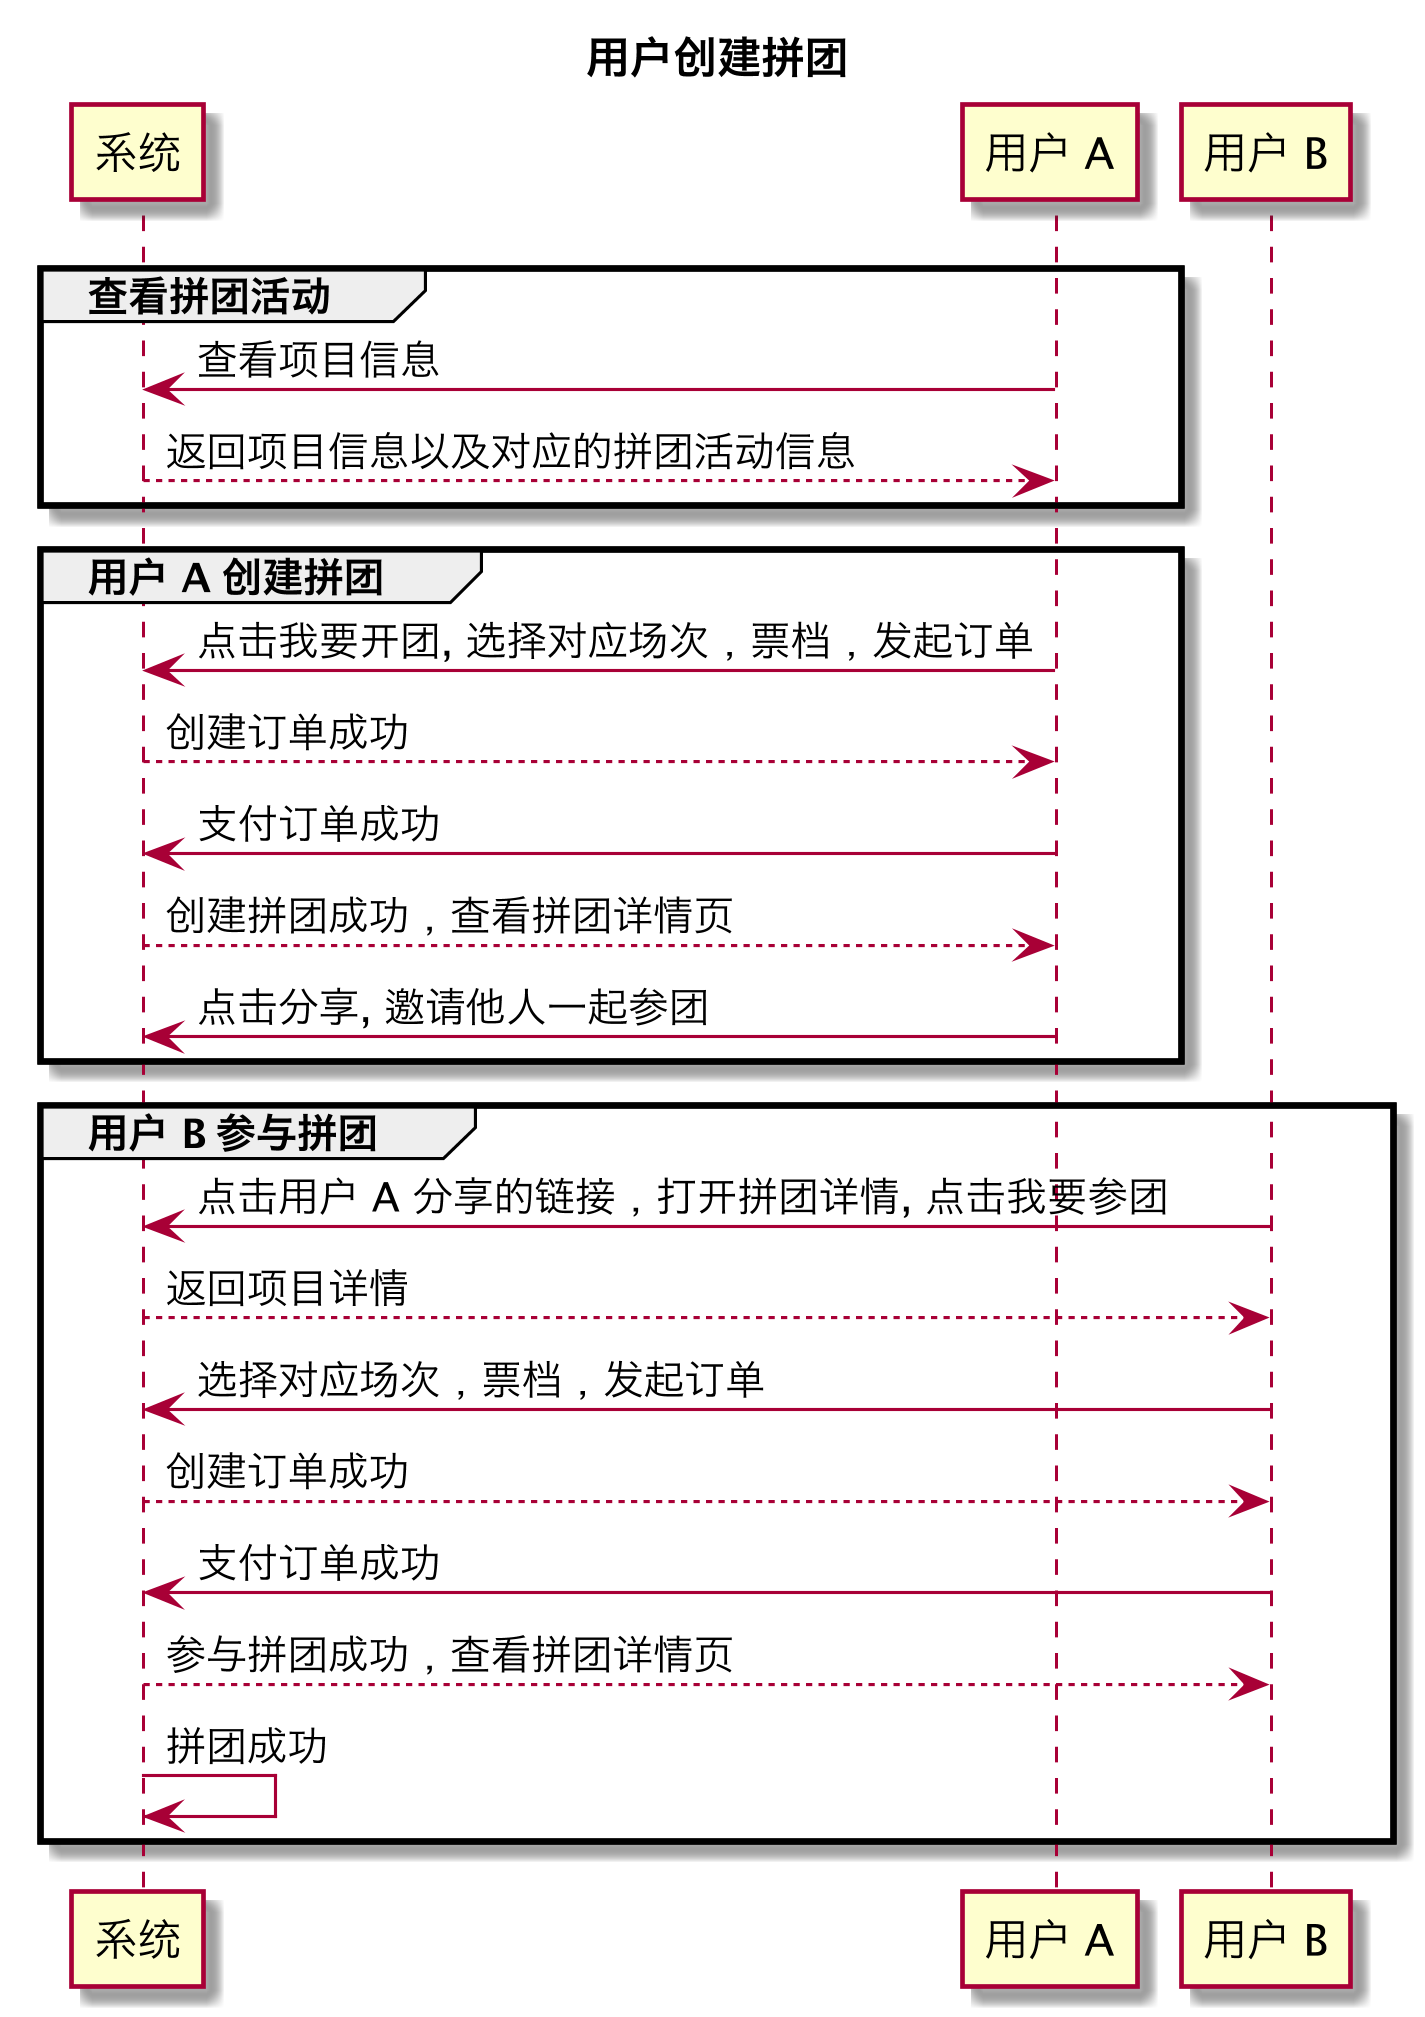 用户创建拼团
系统
用户 A
用户 B
查看拼团活动
查看项目信息
返回项目信息以及对应的拼团活动信息
用户 A 创建拼团
点击我要开团, 选择对应场次，票档，发起订单
创建订单成功
支付订单成功
创建拼团成功，查看拼团详情页
点击分享, 邀请他人一起参团
用户 B 参与拼团
点击用户 A 分享的链接，打开拼团详情, 点击我要参团
返回项目详情
选择对应场次，票档，发起订单
创建订单成功
支付订单成功
参与拼团成功，查看拼团详情页
拼团成功
系统
用户 A
用户 B